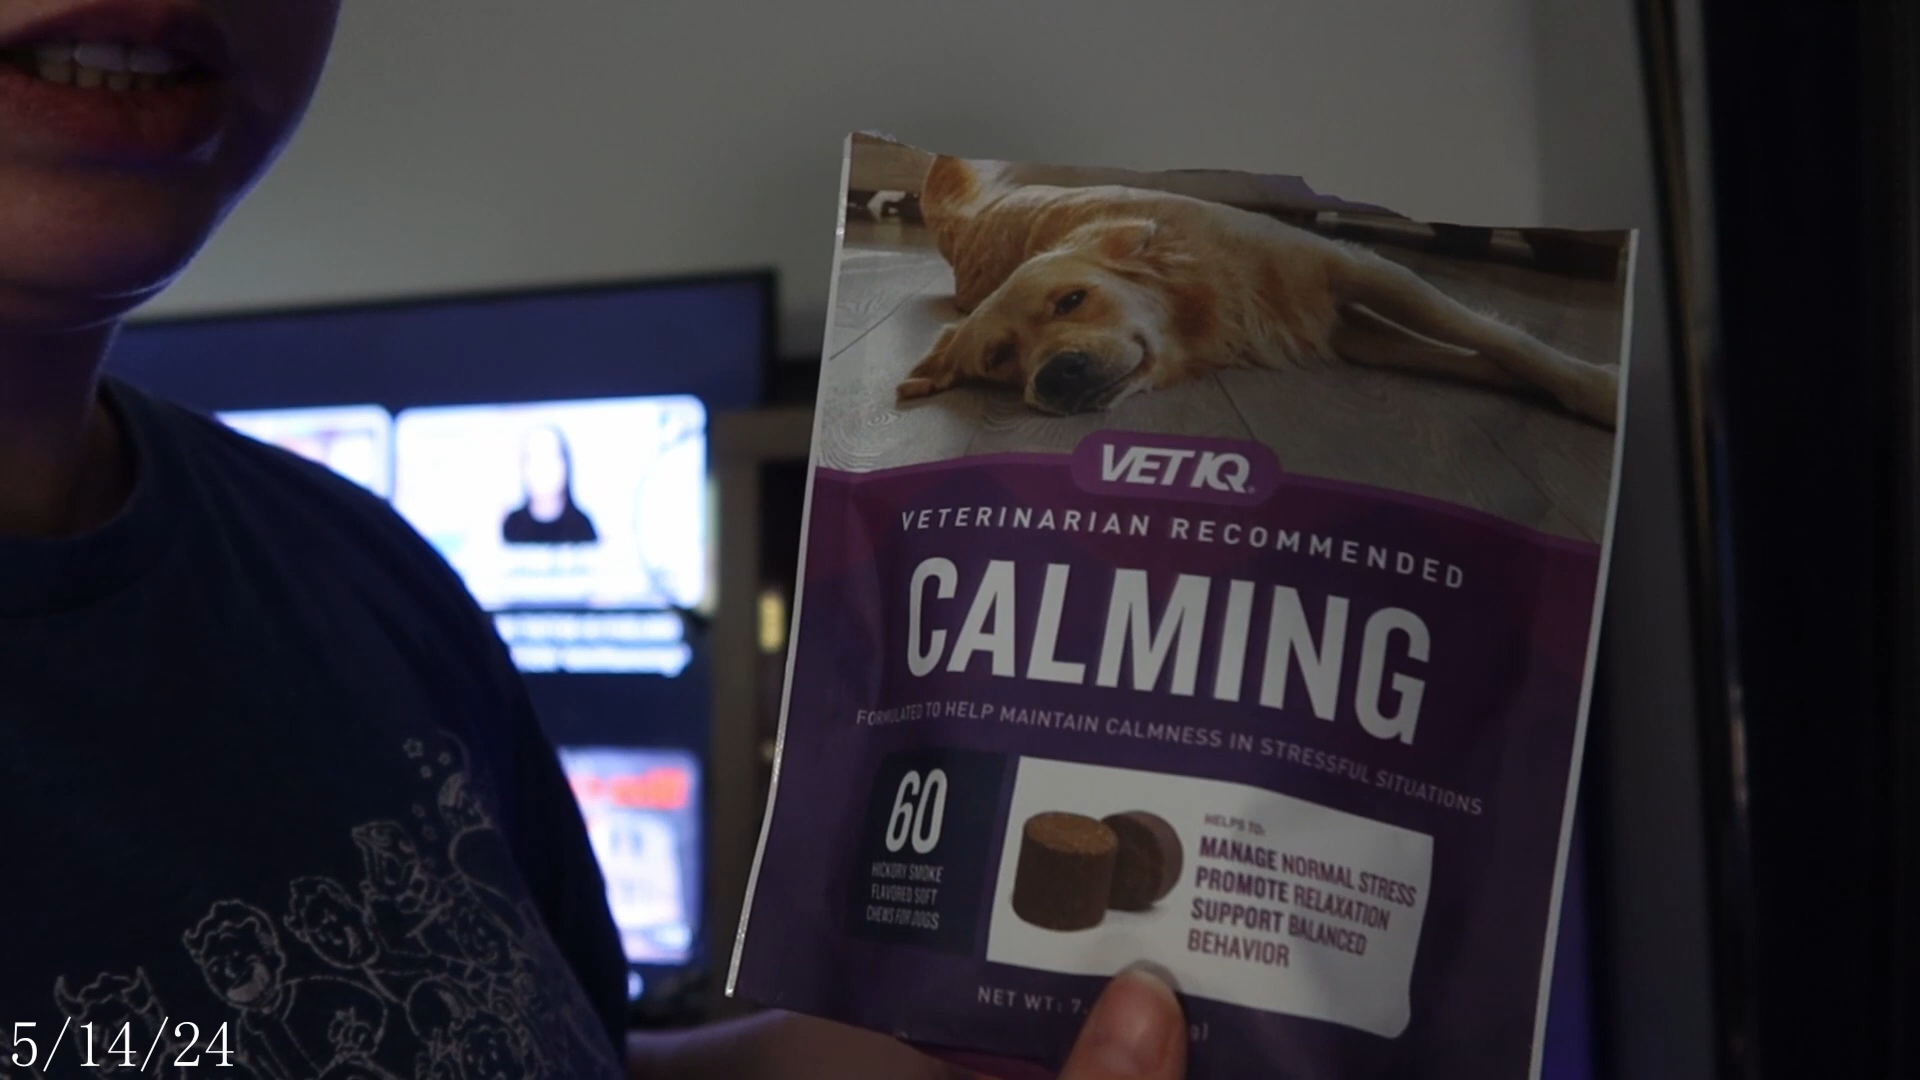 VET IQ
VETERINARIAN RECOMMENDED
CALMING
FORMULATED TO HELP MAINTAIN CALMNESS IN STRESSFUL SITUATIONS
60
HICKORY SMOKE
FLAVORED SOFT
CHEWS FOR DOGS
HELPS TO:
MANAGE NORMAL STRESS
PROMOTE RELAXATION
SUPPORT BALANCED
BEHAVIOR
NET WT: 7.
5/14/24